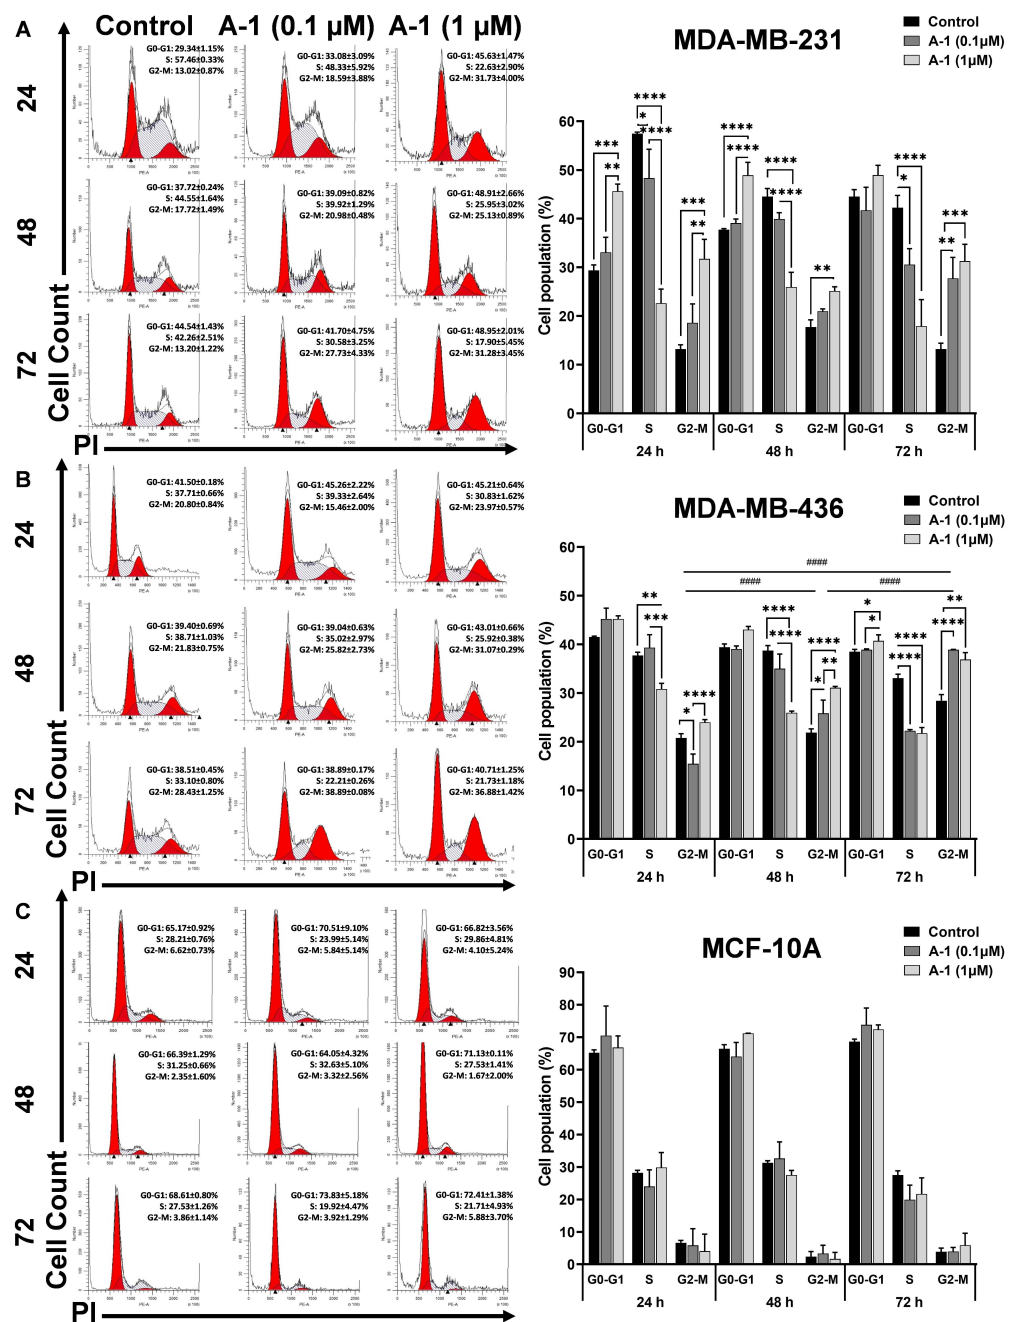 A
Control
A-1 (0.1 µM)
A-1 (1 µM)
24
G0-G1: 29.34±1.15%
S: 57.46±0.33%
G2-M: 13.02±0.87%
G0-G1: 33.08±3.09%
S: 48.33±5.92%
G2-M: 18.59±3.88%
G0-G1: 45.63±1.47%
S: 22.63±2.90%
G2-M: 31.73±4.00%
48
G0-G1: 37.72±0.24%
S: 44.55±1.64%
G2-M: 17.72±1.49%
G0-G1: 39.09±0.82%
S: 39.92±1.29%
G2-M: 20.98±0.48%
G0-G1: 48.91±2.66%
S: 25.95±3.02%
G2-M: 25.13±0.89%
72
G0-G1: 44.54±1.43%
S: 42.26±2.51%
G2-M: 13.20±1.22%
G0-G1: 41.70±4.75%
S: 30.58±3.25%
G2-M: 27.73±4.33%
G0-G1: 48.95±2.01%
S: 17.90±5.45%
G2-M: 31.28±3.45%
Cell Count
PI
MDA-MB-231
Control
A-1 (0.1µM)
A-1 (1µM)
Cell population (%)
60
50
40
30
20
10
0
*** ** **** * **** *** **
**** **** **** **** **
**** * *** **
G0-G1 S G2-M G0-G1 S G2-M G0-G1 S G2-M
24 h 48 h 72 h
B
24
G0-G1: 41.50±0.18%
S: 37.71±0.66%
G2-M: 20.80±0.84%
G0-G1: 45.26±2.22%
S: 39.33±2.64%
G2-M: 15.46±2.00%
G0-G1: 45.21±0.64%
S: 30.83±1.62%
G2-M: 23.97±0.57%
48
G0-G1: 39.40±0.69%
S: 38.71±1.03%
G2-M: 21.83±0.75%
G0-G1: 39.04±0.63%
S: 35.02±2.97%
G2-M: 25.82±2.73%
G0-G1: 43.01±0.66%
S: 25.92±0.38%
G2-M: 31.07±0.29%
72
G0-G1: 38.51±0.45%
S: 33.10±0.80%
G2-M: 28.43±1.25%
G0-G1: 38.89±0.17%
S: 22.21±0.26%
G2-M: 38.89±0.08%
G0-G1: 40.71±1.25%
S: 21.73±1.18%
G2-M: 36.88±1.42%
Cell Count
PI
MDA-MB-436
Control
A-1 (0.1µM)
A-1 (1µM)
Cell population (%)
60
50
40
30
20
10
0
####
#### ####
** *** * ****
**** **** **** * **
* * **** **** ** ****
G0-G1 S G2-M G0-G1 S G2-M G0-G1 S G2-M
24 h 48 h 72 h
C
24
G0-G1: 65.17±0.92%
S: 28.21±0.76%
G2-M: 6.62±0.73%
G0-G1: 70.51±9.10%
S: 23.99±5.14%
G2-M: 5.84±5.14%
G0-G1: 66.82±3.56%
S: 29.86±4.81%
G2-M: 4.10±5.24%
48
G0-G1: 66.39±1.29%
S: 31.25±0.66%
G2-M: 2.35±1.60%
G0-G1: 64.05±4.32%
S: 32.63±5.10%
G2-M: 3.32±2.56%
G0-G1: 71.13±0.11%
S: 27.53±1.41%
G2-M: 1.67±2.00%
72
G0-G1: 68.61±0.80%
S: 27.53±1.26%
G2-M: 3.86±1.14%
G0-G1: 73.83±5.18%
S: 19.92±4.47%
G2-M: 3.92±1.29%
G0-G1: 72.41±1.38%
S: 21.71±4.93%
G2-M: 5.88±3.70%
Cell Count
PI
MCF-10A
Control
A-1 (0.1µM)
A-1 (1µM)
Cell population (%)
90
80
70
60
50
40
30
20
10
0
G0-G1 S G2-M G0-G1 S G2-M G0-G1 S G2-M
24 h 48 h 72 h